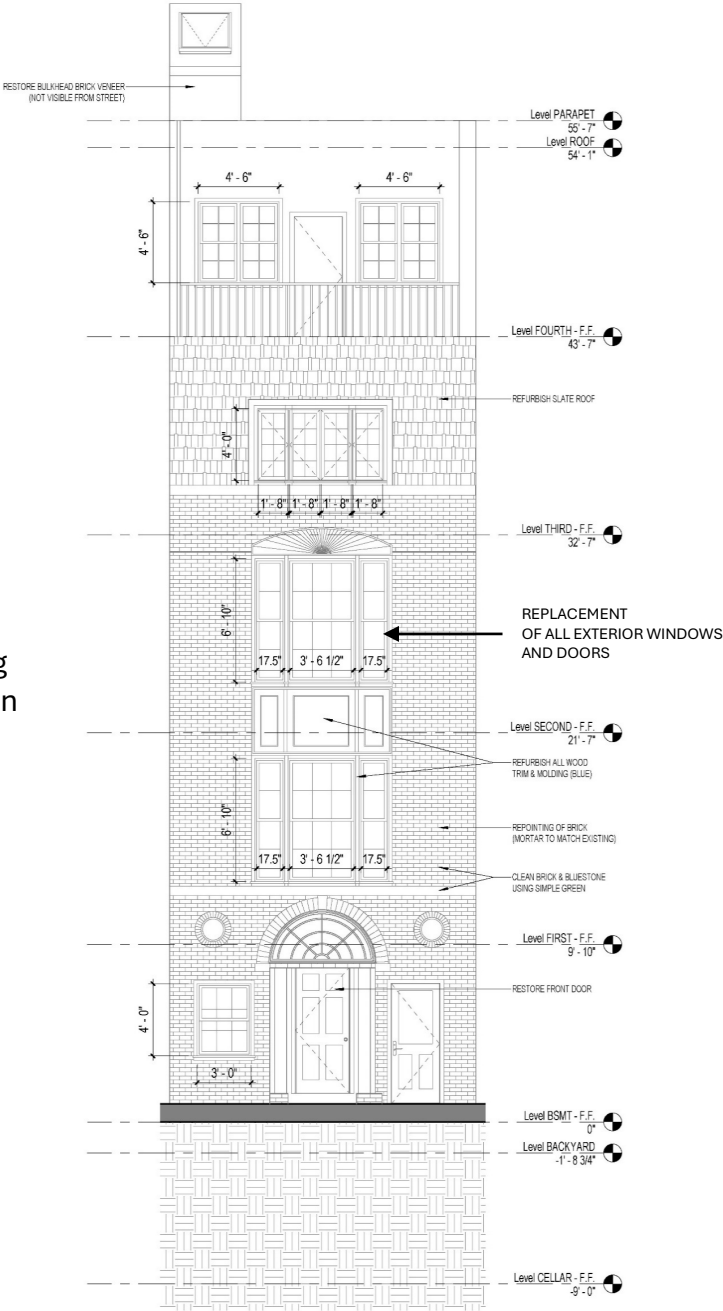 RESTORE BULKHEAD BRICK VENEER
(NOT VISIBLE FROM STREET)
Level PARAPET
55' - 7"
Level ROOF
54' - 1"
4' - 6"
4' - 6"
4' - 6"
Level FOURTH - F.F.
43' - 7"
REFURBISH SLATE ROOF
4' - 0"
1' - 8" 1' - 8" 1' - 8" 1' - 8"
Level THIRD - F.F.
32' - 7"
6' - 10"
REPLACEMENT
OF ALL EXTERIOR WINDOWS
AND DOORS
17.5" 3' - 6 1/2" 17.5"
g
n
Level SECOND - F.F.
21' - 7"
REFURBISH ALL WOOD
TRIM & MOLDING (BLUE)
6' - 10"
REPOINTING OF BRICK
(MORTAR TO MATCH EXISTING)
17.5" 3' - 6 1/2" 17.5"
CLEAN BRICK & BLUESTONE
USING SIMPLE GREEN
Level FIRST - F.F.
9' - 10"
RESTORE FRONT DOOR
4' - 0"
3' - 0"
Level BSMT - F.F.
0"
Level BACKYARD
-1' - 8 3/4"
Level CELLAR - F.F.
-9' - 0"